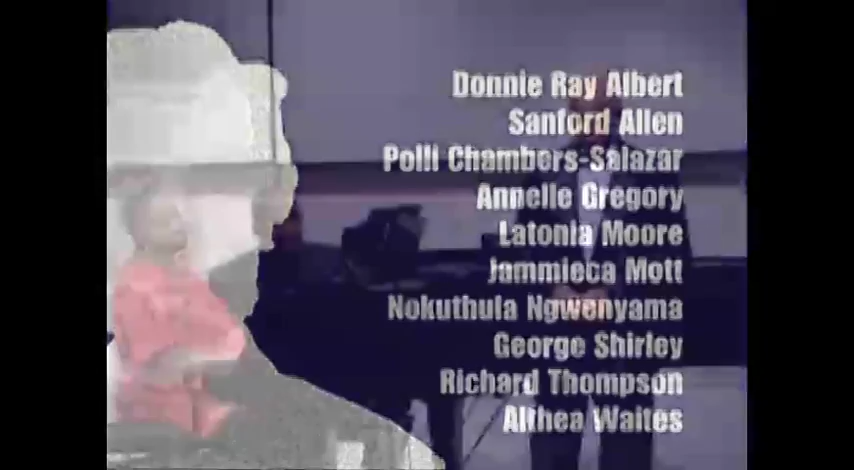 Donnie Ray Albert
Sanford Allen
Polli Chambers-Salazar
Annelle Gregory
Latonia Moore
Jammieca Mott
Nokuthula Ngwenyama
George Shirley
Richard Thompson
Althea Waites